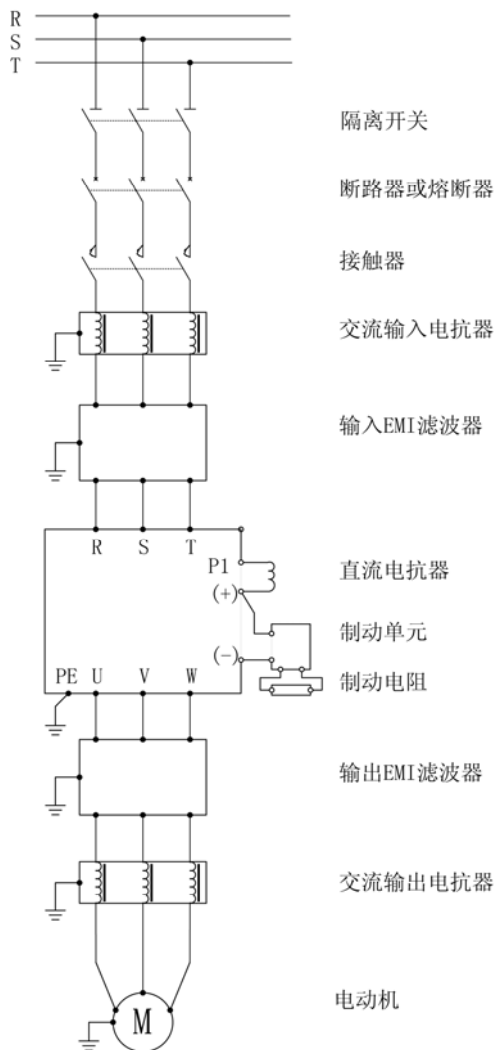 R
S
T
隔离开关
断路器或熔断器
接触器
交流输入电抗器
输入EMI滤波器
R S T
P1
直流电抗器
(+)
制动单元
(-)
PE U V W
制动电阻
输出EMI滤波器
交流输出电抗器
电动机
M